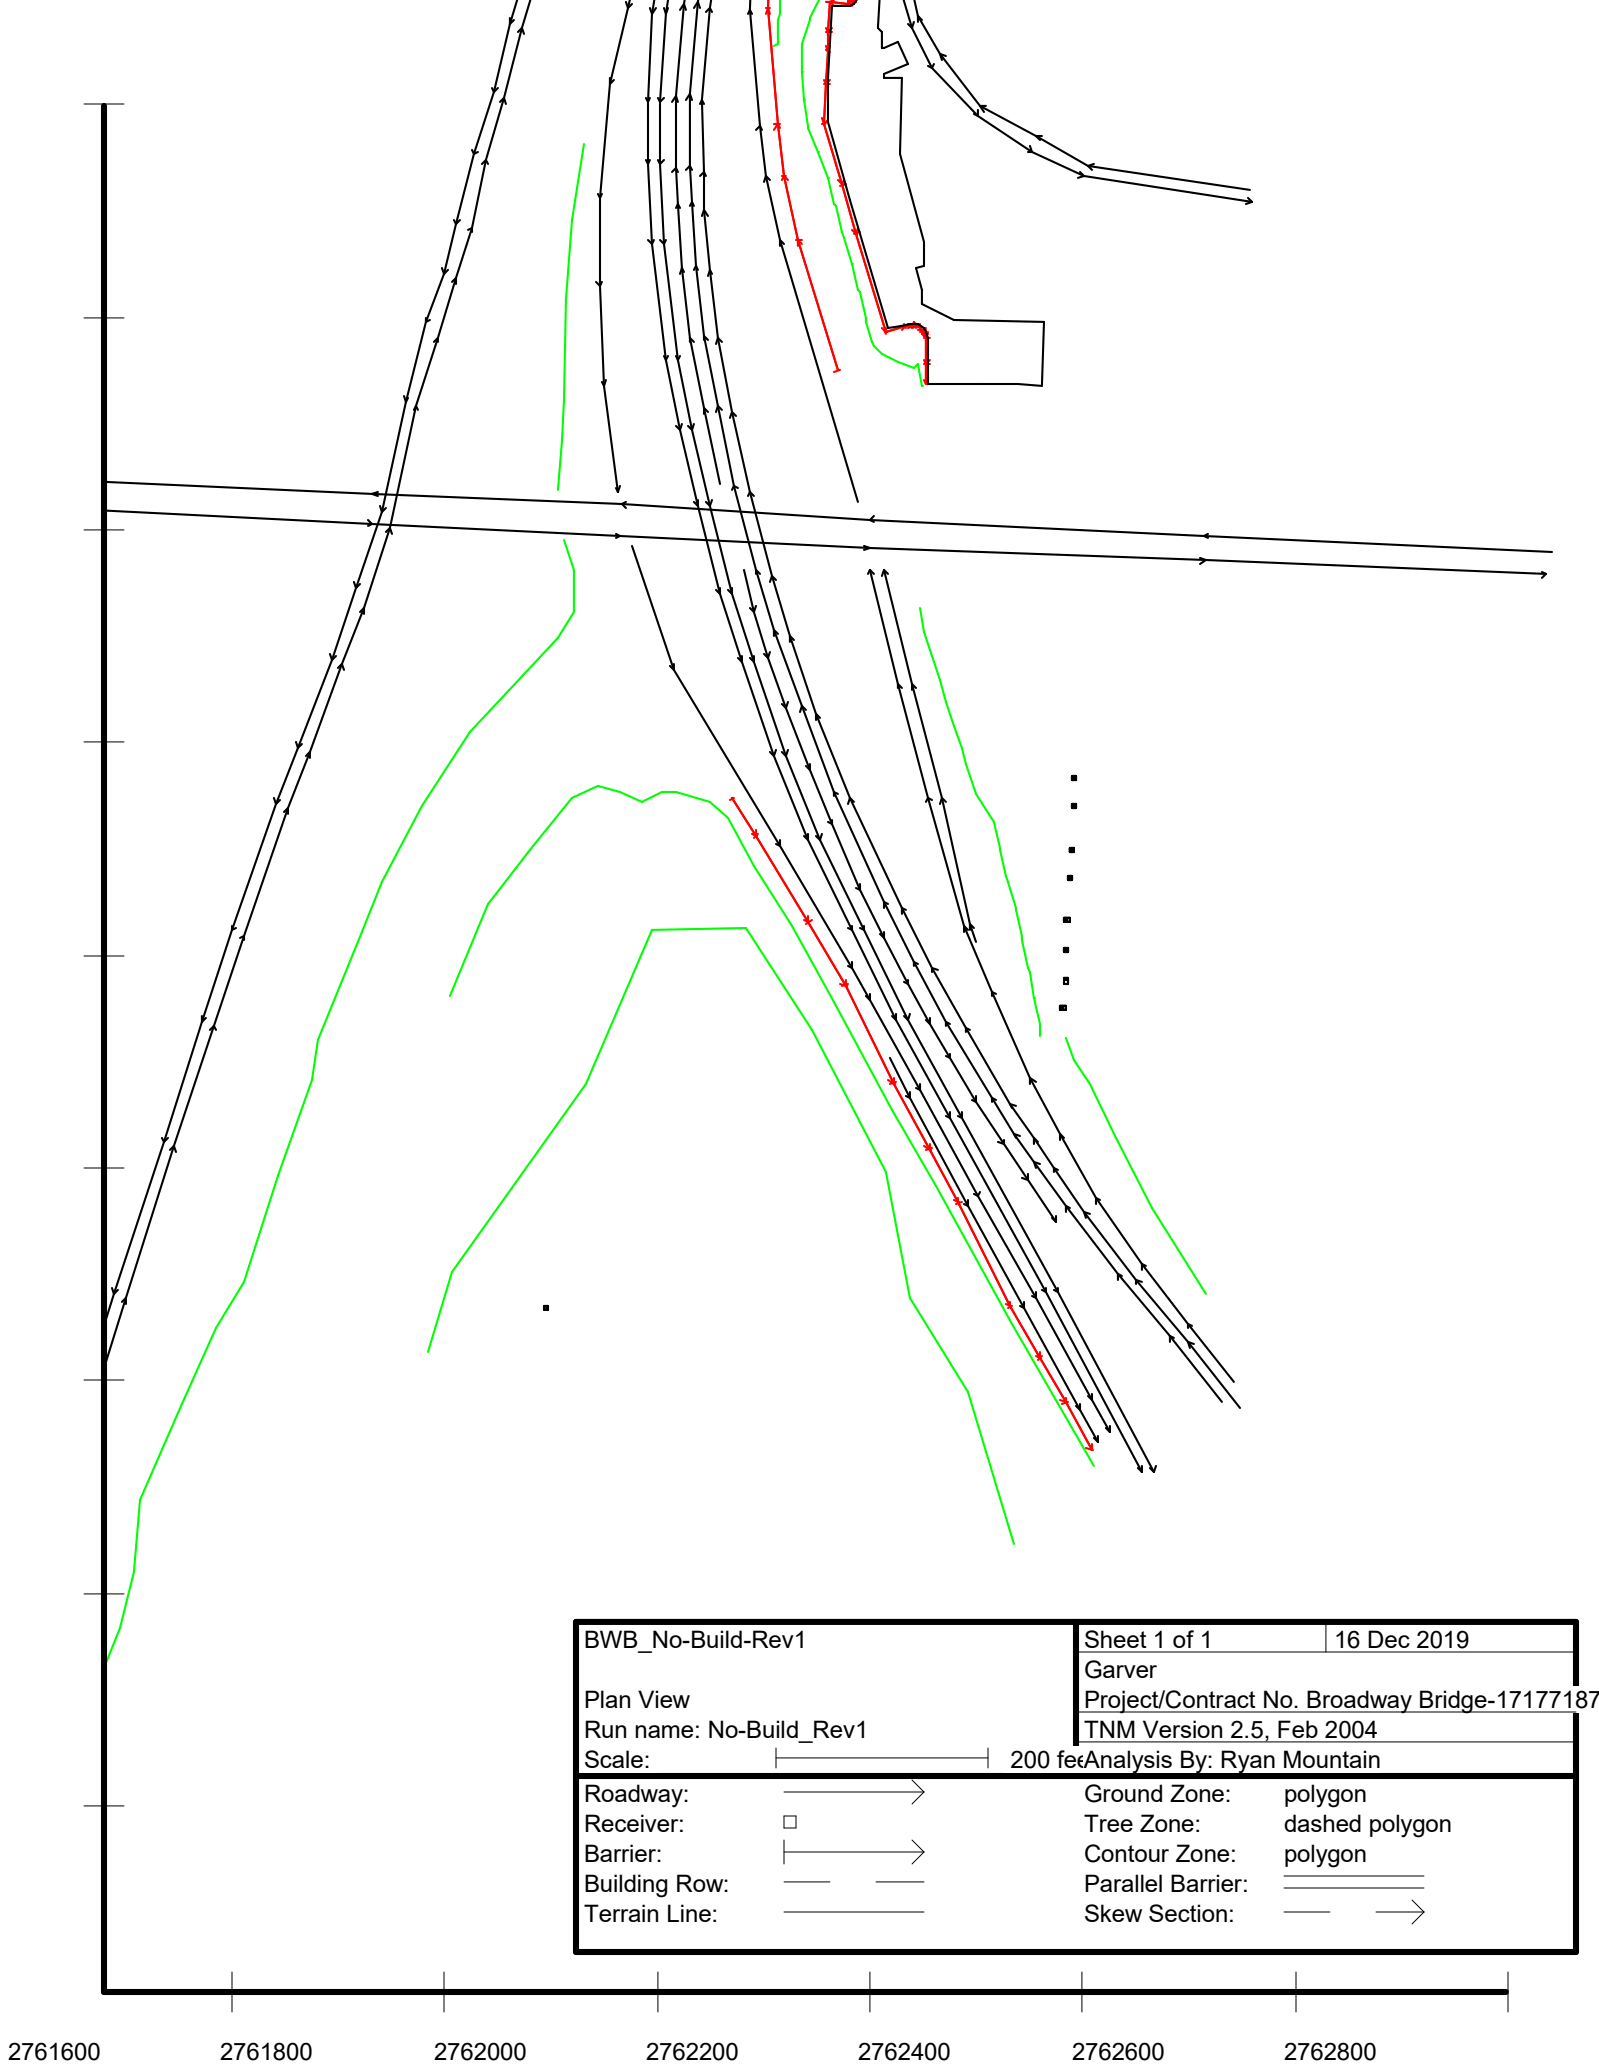 BWB_No-Build-Rev1
Sheet 1 of 1 16 Dec 2019
Garver
Plan View
Project/Contract No. Broadway Bridge-17177187
Run name: No-Build_Rev1
TNM Version 2.5, Feb 2004
Scale: 200 fee
Analysis By: Ryan Mountain
Roadway:
Ground Zone: polygon
Receiver:
Tree Zone: dashed polygon
Barrier:
Contour Zone: polygon
Building Row:
Parallel Barrier:
Terrain Line:
Skew Section:
2761600 2761800 2762000 2762200 2762400 2762600 2762800